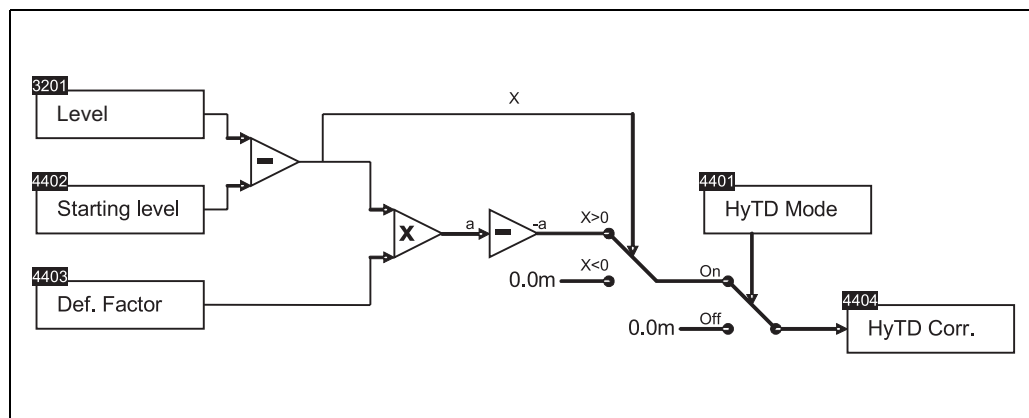 3201
Level
X
4402
Starting level
4401
HyTD Mode
X
a
-a
X>0
X<0
0.0m
On
4403
Def. Factor
4404
HyTD Corr.
0.0m
Off